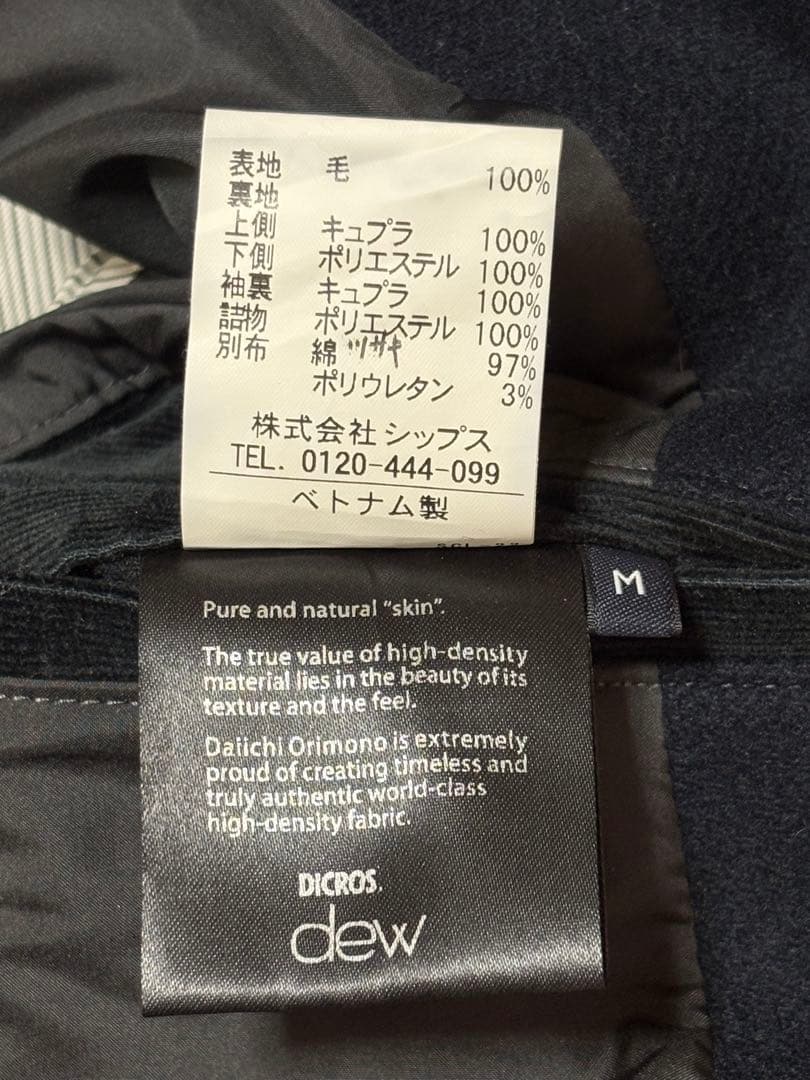 表地 毛 100%
裏地
上側 キュプラ 100%
下側 ポリエステル 100%
袖裏 キュプラ 100%
詰物 ポリエステル 100%
別布 綿 97%
ポリウレタン 3%
株式会社 シップス
TEL. 0120-444-099
ベトナム製
M
Pure and natural “skin”.
The true value of high-density
material lies in the beauty of its
texture and the feel.
Daiichi Orimono is extremely
proud of creating timeless and
truly authentic world-class
high-density fabric.
DICROS.
dew